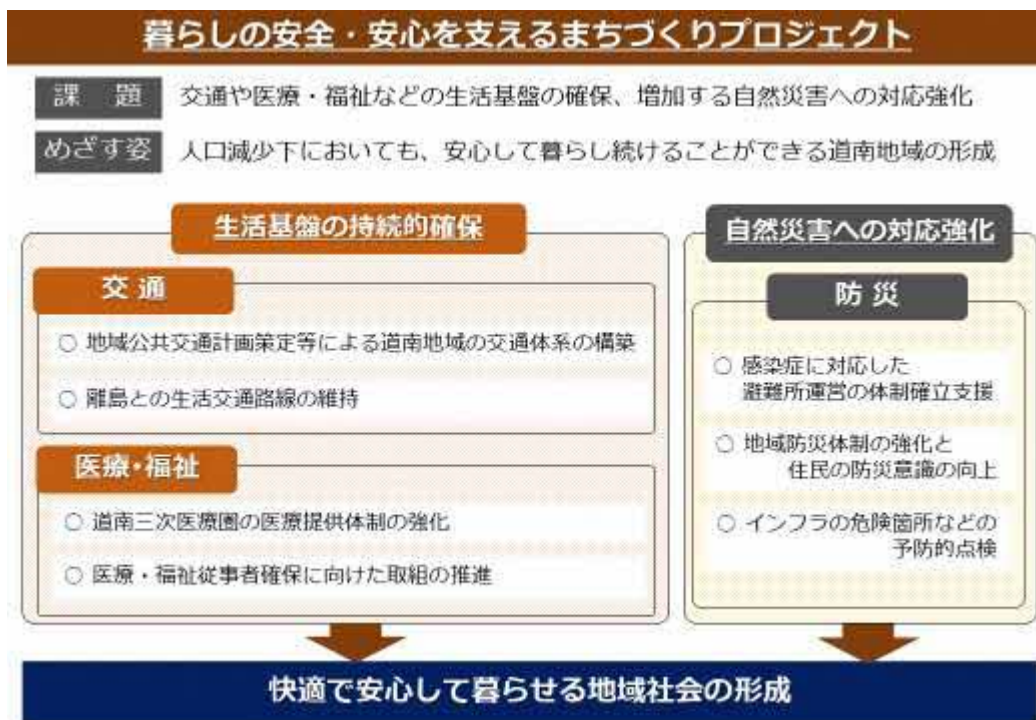 暮らしの安全・安心を支えるまちづくりプロジェクト
課　題　交通や医療・福祉などの生活基盤の確保、増加する自然災害への対応強化
めざす姿　人口減少下においても、安心して暮らし続けることができる道南地域の形成
生活基盤の持続的確保
交 通
○ 地域公共交通計画策定等による道南地域の交通体系の構築
○ 離島との生活交通路線の維持
医療・福祉
○ 道南三次医療圏の医療提供体制の強化
○ 医療・福祉従事者確保に向けた取組の推進
自然災害への対応強化
防 災
○ 感染症に対応した
避難所運営の体制確立支援
○ 地域防災体制の強化と
住民の防災意識の向上
○ インフラの危険箇所などの
予防的点検
快適で安心して暮らせる地域社会の形成